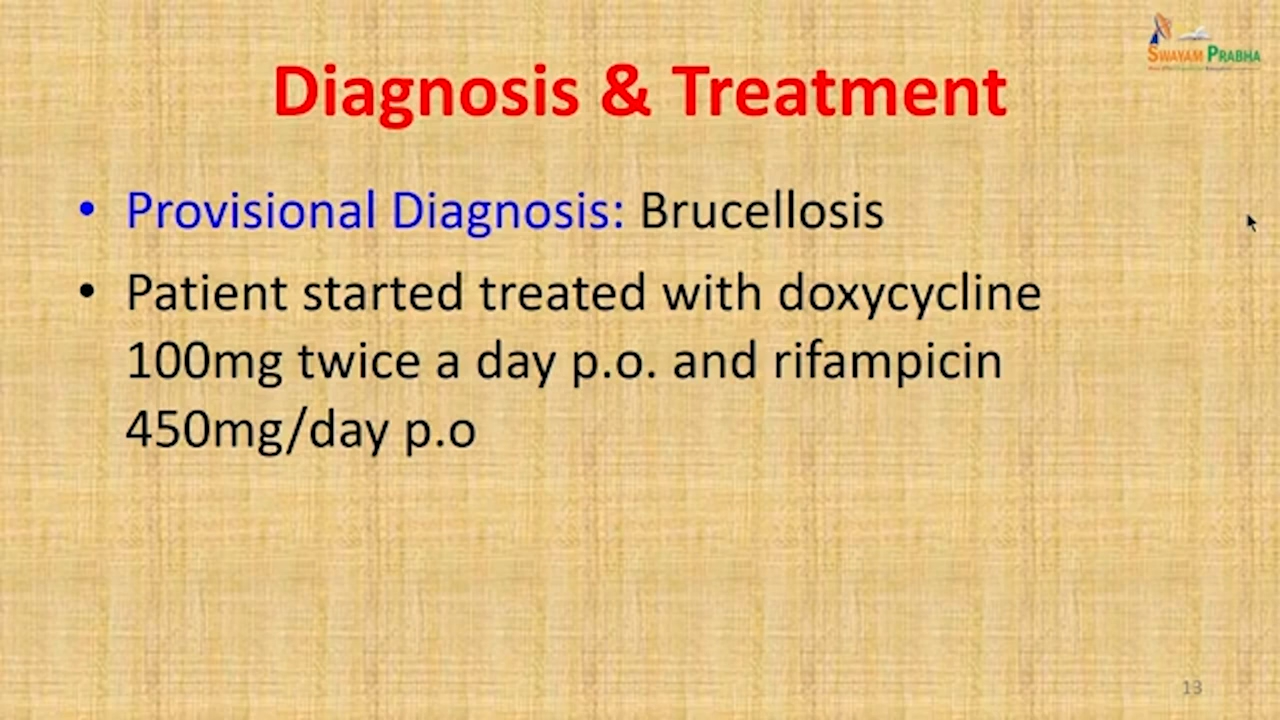 SWAYAM PRABHA
Diagnosis & Treatment
• Provisional Diagnosis: Brucellosis
• Patient started treated with doxycycline
100mg twice a day p.o. and rifampicin
450mg/day p.o
13